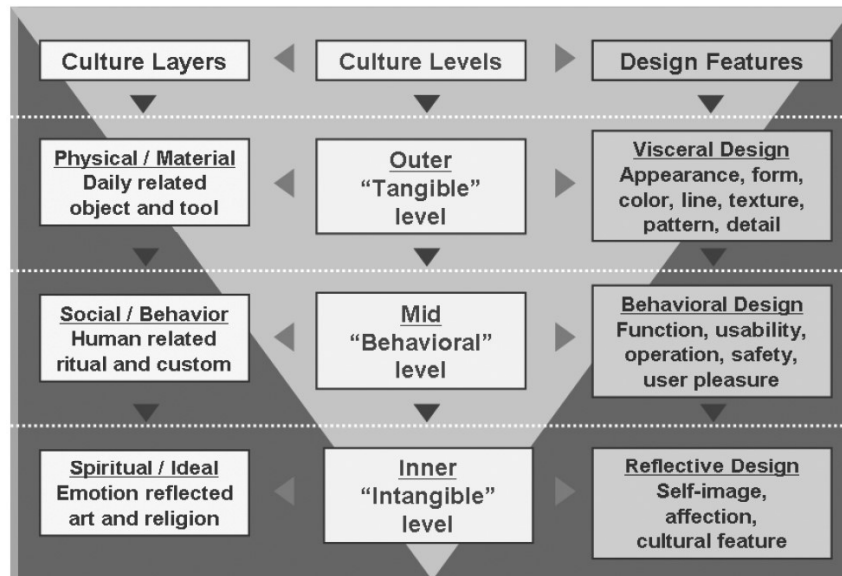 Culture Layers
Culture Levels
Design Features
Physical / Material
Daily related
object and tool
Outer
“Tangible”
level
Visceral Design
Appearance, form,
color, line, texture,
pattern, detail
Social / Behavior
Human related
ritual and custom
Mid
“Behavioral”
level
Behavioral Design
Function, usability,
operation, safety,
user pleasure
Spiritual / Ideal
Emotion reflected
art and religion
Inner
“Intangible”
level
Reflective Design
Self-image,
affection,
cultural feature